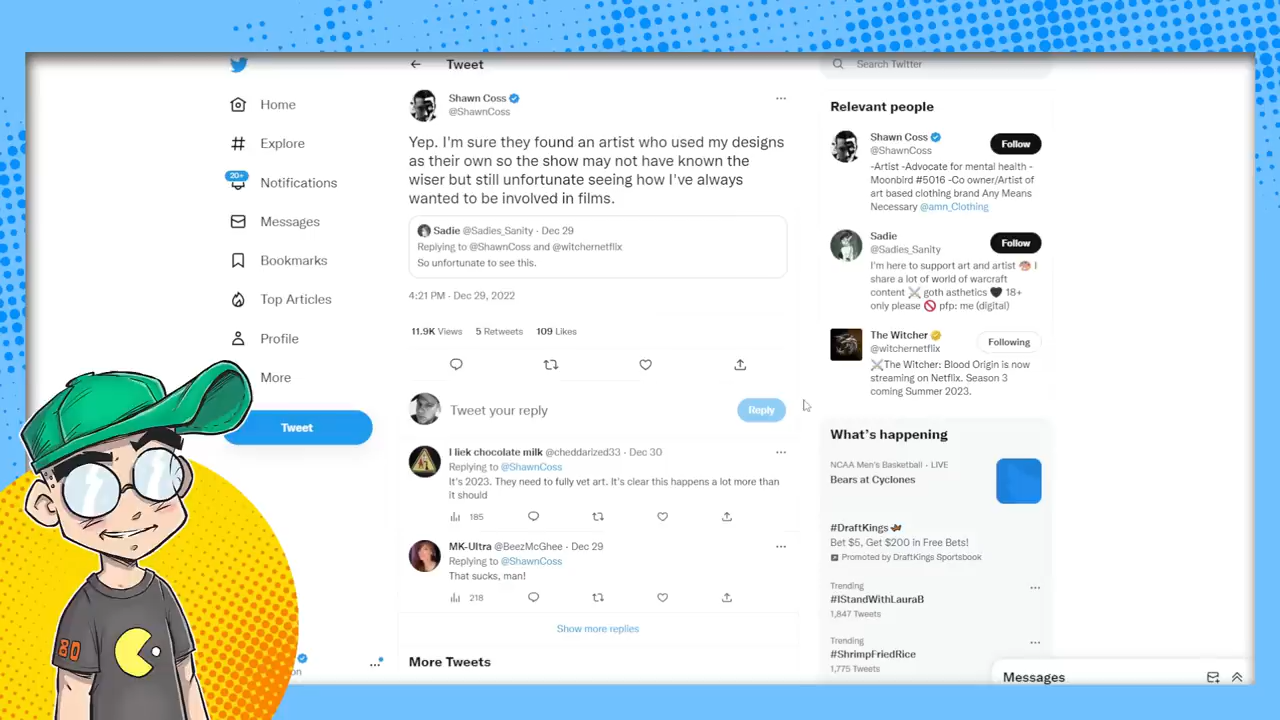 Tweet
Search Twitter
Home
Explore
20+
Notifications
Messages
Bookmarks
Top Articles
Profile
More
Tweet
Shawn Coss
@ShawnCoss
Yep. I'm sure they found an artist who used my designs
as their own so the show may not have known the
wiser but still unfortunate seeing how I've always
wanted to be involved in films.
Sadie @Sadies_Sanity · Dec 29
Replying to @ShawnCoss and @witchernetflix
So unfortunate to see this.
4:21 PM · Dec 29, 2022
11.9K Views 5 Retweets 109 Likes
Tweet your reply
Reply
I liek chocolate milk @cheddarized33 · Dec 30
Replying to @ShawnCoss
It's 2023. They need to fully vet art. It's clear this happens a lot more than
it should
185
MK-Ultra @BeezMcGhee · Dec 29
Replying to @ShawnCoss
That sucks, man!
218
Show more replies
More Tweets
Relevant people
Shawn Coss
@ShawnCoss
Follow
-Artist -Advocate for mental health -
Moonbird #5016 -Co owner/Artist of
art based clothing brand Any Means
Necessary @amn_Clothing
Sadie
@Sadies_Sanity
Follow
I'm here to support art and artist 🧠 I
share a lot of world of warcraft
content ⚔️ goth asthetics 🖤 18+
only please 🚫 pfp: me (digital)
The Witcher
@witchernetflix
Following
⚔️The Witcher: Blood Origin is now
streaming on Netflix. Season 3
coming Summer 2023.
What's happening
NCAA Men's Basketball · LIVE
Bears at Cyclones
#DraftKings
Bet $5, Get $200 in Free Bets!
Promoted by DraftKings Sportsbook
Trending
#IStandWithLauraB
1,847 Tweets
Trending
#ShrimpFriedRice
1,775 Tweets
Messages
80
on